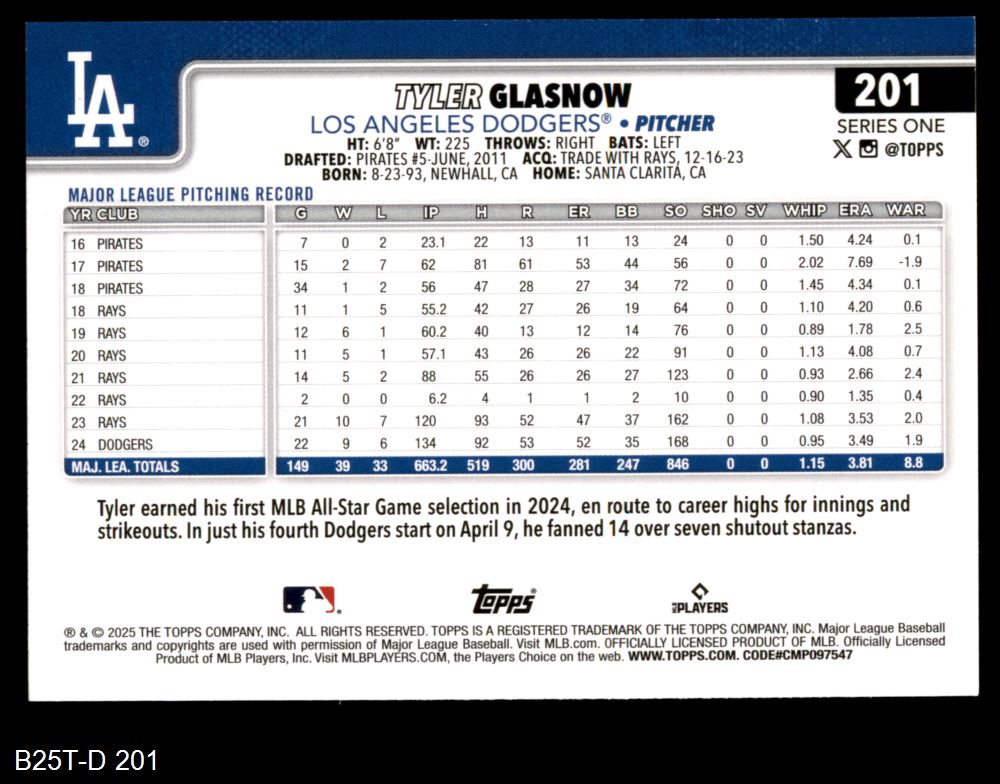 LA®
TYLER GLASNOW
201
LOS ANGELES DODGERS® • PITCHER
SERIES ONE
HT: 6'8" WT: 225 THROWS: RIGHT BATS: LEFT
@TOPPS
DRAFTED: PIRATES #5-JUNE, 2011 ACQ: TRADE WITH RAYS, 12-16-23
BORN: 8-23-93, NEWHALL, CA HOME: SANTA CLARITA, CA
MAJOR LEAGUE PITCHING RECORD
YR CLUB G W L IP H R ER BB SO SHO SV WHIP ERA WAR
16 PIRATES 7 0 2 23.1 22 13 11 13 24 0 0 1.50 4.24 0.1
17 PIRATES 15 2 7 62 81 61 53 44 56 0 0 2.02 7.69 -1.9
18 PIRATES 34 1 2 56 47 28 27 34 72 0 0 1.45 4.34 0.1
18 RAYS 11 1 5 55.2 42 27 26 19 64 0 0 1.10 4.20 0.6
19 RAYS 12 6 1 60.2 40 13 12 14 76 0 0 0.89 1.78 2.5
20 RAYS 11 5 1 57.1 43 26 26 22 91 0 0 1.13 4.08 0.7
21 RAYS 14 5 2 88 55 26 26 27 123 0 0 0.93 2.66 2.4
22 RAYS 2 0 0 6.2 4 1 1 2 10 0 0 0.90 1.35 0.4
23 RAYS 21 10 7 120 93 52 47 37 162 0 0 1.08 3.53 2.0
24 DODGERS 22 9 6 134 92 53 52 35 168 0 0 0.95 3.49 1.9
MAJ. LEA. TOTALS 149 39 33 663.2 519 300 281 247 846 0 0 1.15 3.81 8.8
Tyler earned his first MLB All-Star Game selection in 2024, en route to career highs for innings and
strikeouts. In just his fourth Dodgers start on April 9, he fanned 14 over seven shutout stanzas.
Topps® MLB PLAYERS
® & © 2025 THE TOPPS COMPANY, INC. ALL RIGHTS RESERVED. TOPPS IS A REGISTERED TRADEMARK OF THE TOPPS COMPANY, INC. Major League Baseball
trademarks and copyrights are used with permission of Major League Baseball. Visit MLB.com. OFFICIALLY LICENSED PRODUCT OF MLB. Officially Licensed
Product of MLB Players, Inc. Visit MLBPLAYERS.COM, the Players Choice on the web. WWW.TOPPS.COM. CODE#CMP097547
B25T-D 201